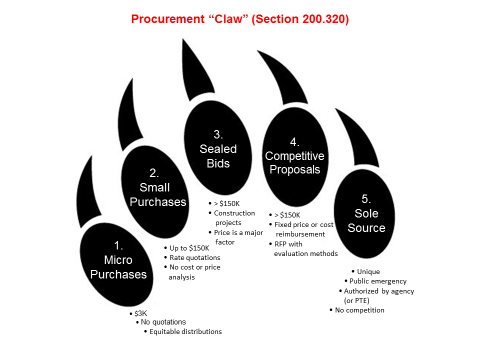 Procurement “Claw” (Section 200.320)
1.
Micro
Purchases
• $3K
• No quotations
• Equitable distributions
2.
Small
Purchases
• Up to $150K
• Rate quotations
• No cost or price
analysis
3.
Sealed
Bids
• > $150K
• Construction
projects
• Price is a major
factor
4.
Competitive
Proposals
• > $150K
• Fixed price or cost
reimbursement
• RFP with
evaluation methods
5.
Sole
Source
• Unique
• Public emergency
• Authorized by agency
(or PTE)
• No competition